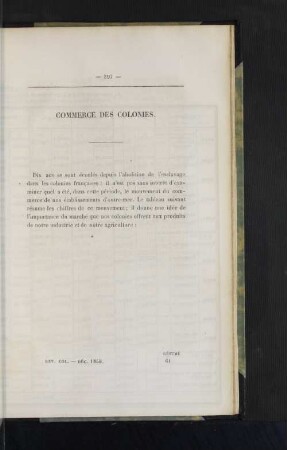 COMMERCE DES COLONIES.
Dix ans se sont écoulés depuis l'abolition de l'esclavage
dans les colonies françaises : il n'est pas sans intérêt d'exa-
miner quel a été, dans cette période, le mouvement du com-
merce de nos établissements d'outre-mer. Le tableau suivant
résume les chiffres de ce mouvement ; il donne une idée de
l'importance du marché que nos colonies offrent aux produits
de notre industrie et de notre agriculture :
REV. COL. — DÉC. 1858.
61